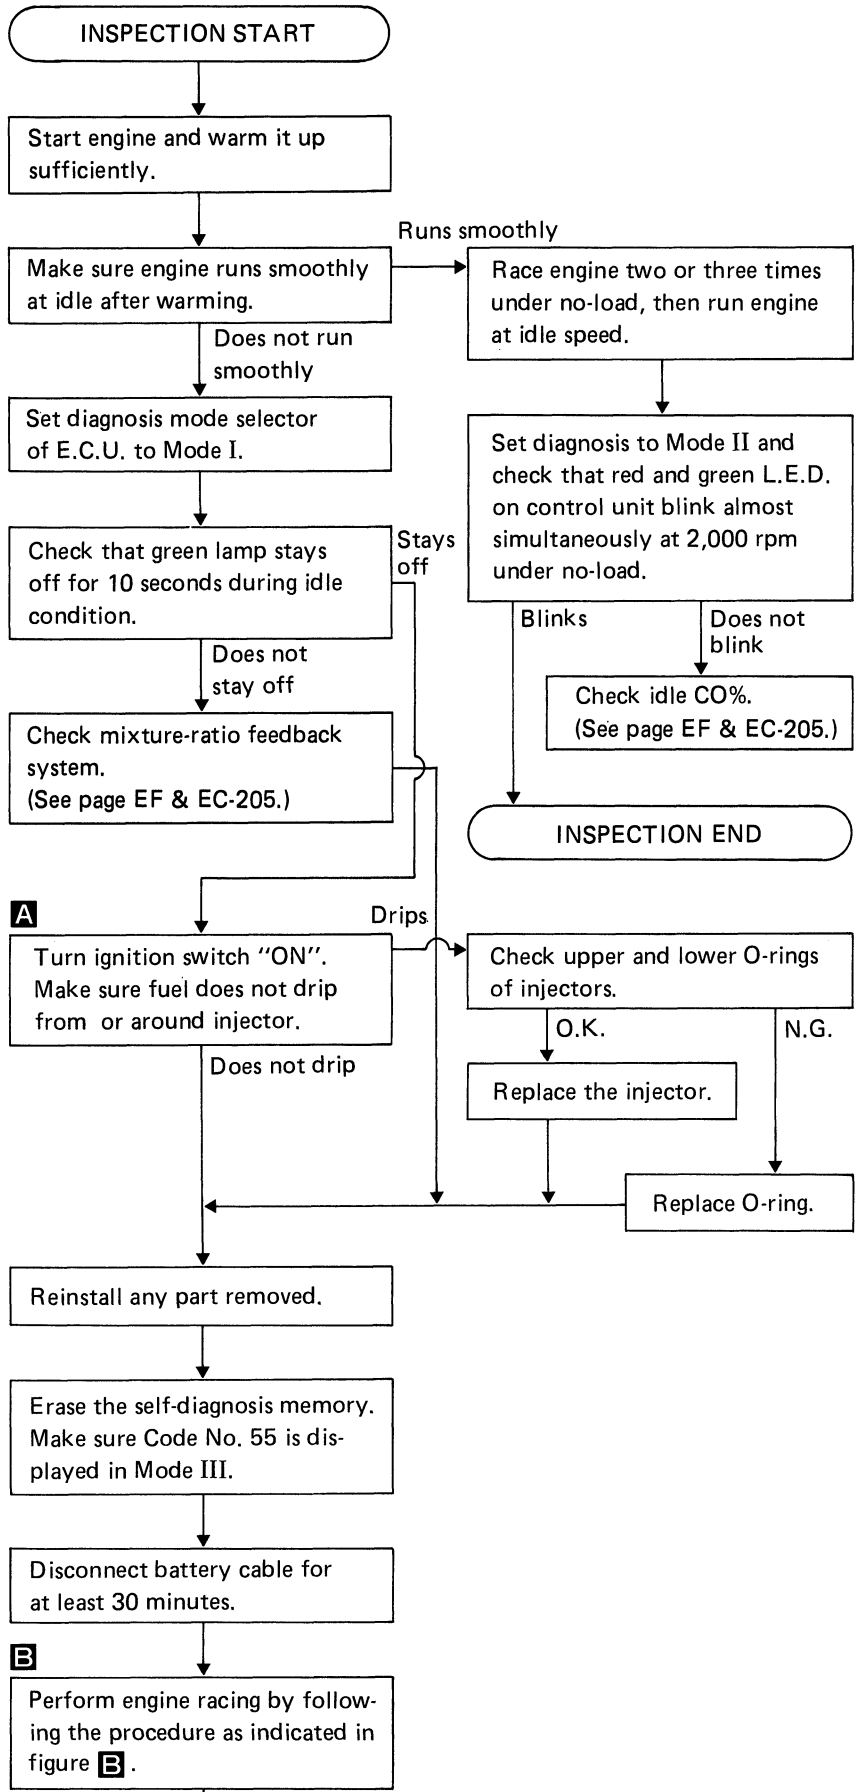 INSPECTION START
Start engine and warm it up
sufficiently.
Runs smoothly
Make sure engine runs smoothly
at idle after warming.
Race engine two or three times
under no-load, then run engine
at idle speed.
Does not run
smoothly
Set diagnosis mode selector
of E.C.U. to Mode I.
Set diagnosis to Mode II and
check that red and green L.E.D.
on control unit blink almost
simultaneously at 2,000 rpm
under no-load.
Check that green lamp stays
off for 10 seconds during idle
condition.
Stays
off
Blinks
Does not
blink
Does not
stay off
Check idle CO%.
(See page EF & EC-205.)
Check mixture-ratio feedback
system.
(See page EF & EC-205.)
INSPECTION END
A
Drips
Turn ignition switch "ON".
Make sure fuel does not drip
from or around injector.
Check upper and lower O-rings
of injectors.
O.K.
N.G.
Does not drip
Replace the injector.
Replace O-ring.
Reinstall any part removed.
Erase the self-diagnosis memory.
Make sure Code No. 55 is dis-
played in Mode III.
Disconnect battery cable for
at least 30 minutes.
B
Perform engine racing by follow-
ing the procedure as indicated in
figure B .